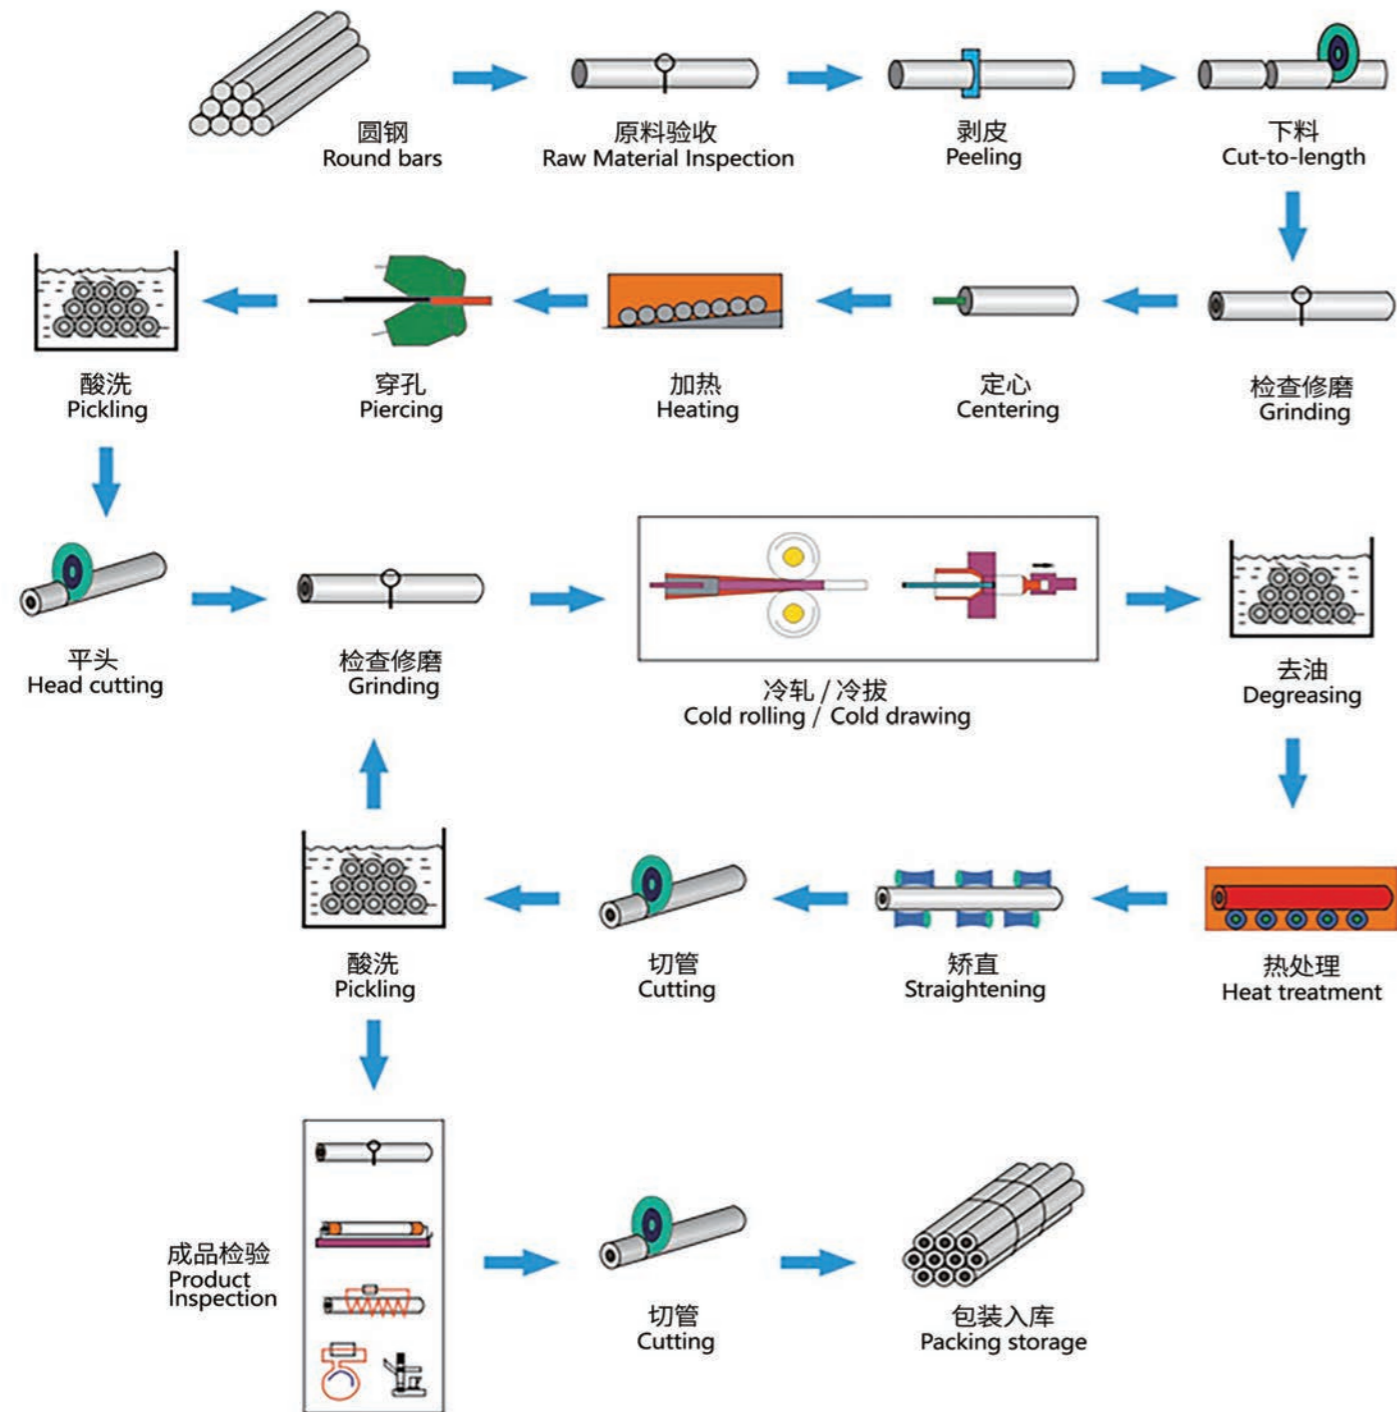 圆钢
Round bars
原料验收
Raw Material Inspection
剥皮
Peeling
下料
Cut-to-length
酸洗
Pickling
穿孔
Piercing
加热
Heating
定心
Centering
检查修磨
Grinding
平头
Head cutting
检查修磨
Grinding
冷轧 / 冷拔
Cold rolling / Cold drawing
去油
Degreasing
酸洗
Pickling
切管
Cutting
矫直
Straightening
热处理
Heat treatment
成品检验
Product
Inspection
切管
Cutting
包装入库
Packing storage